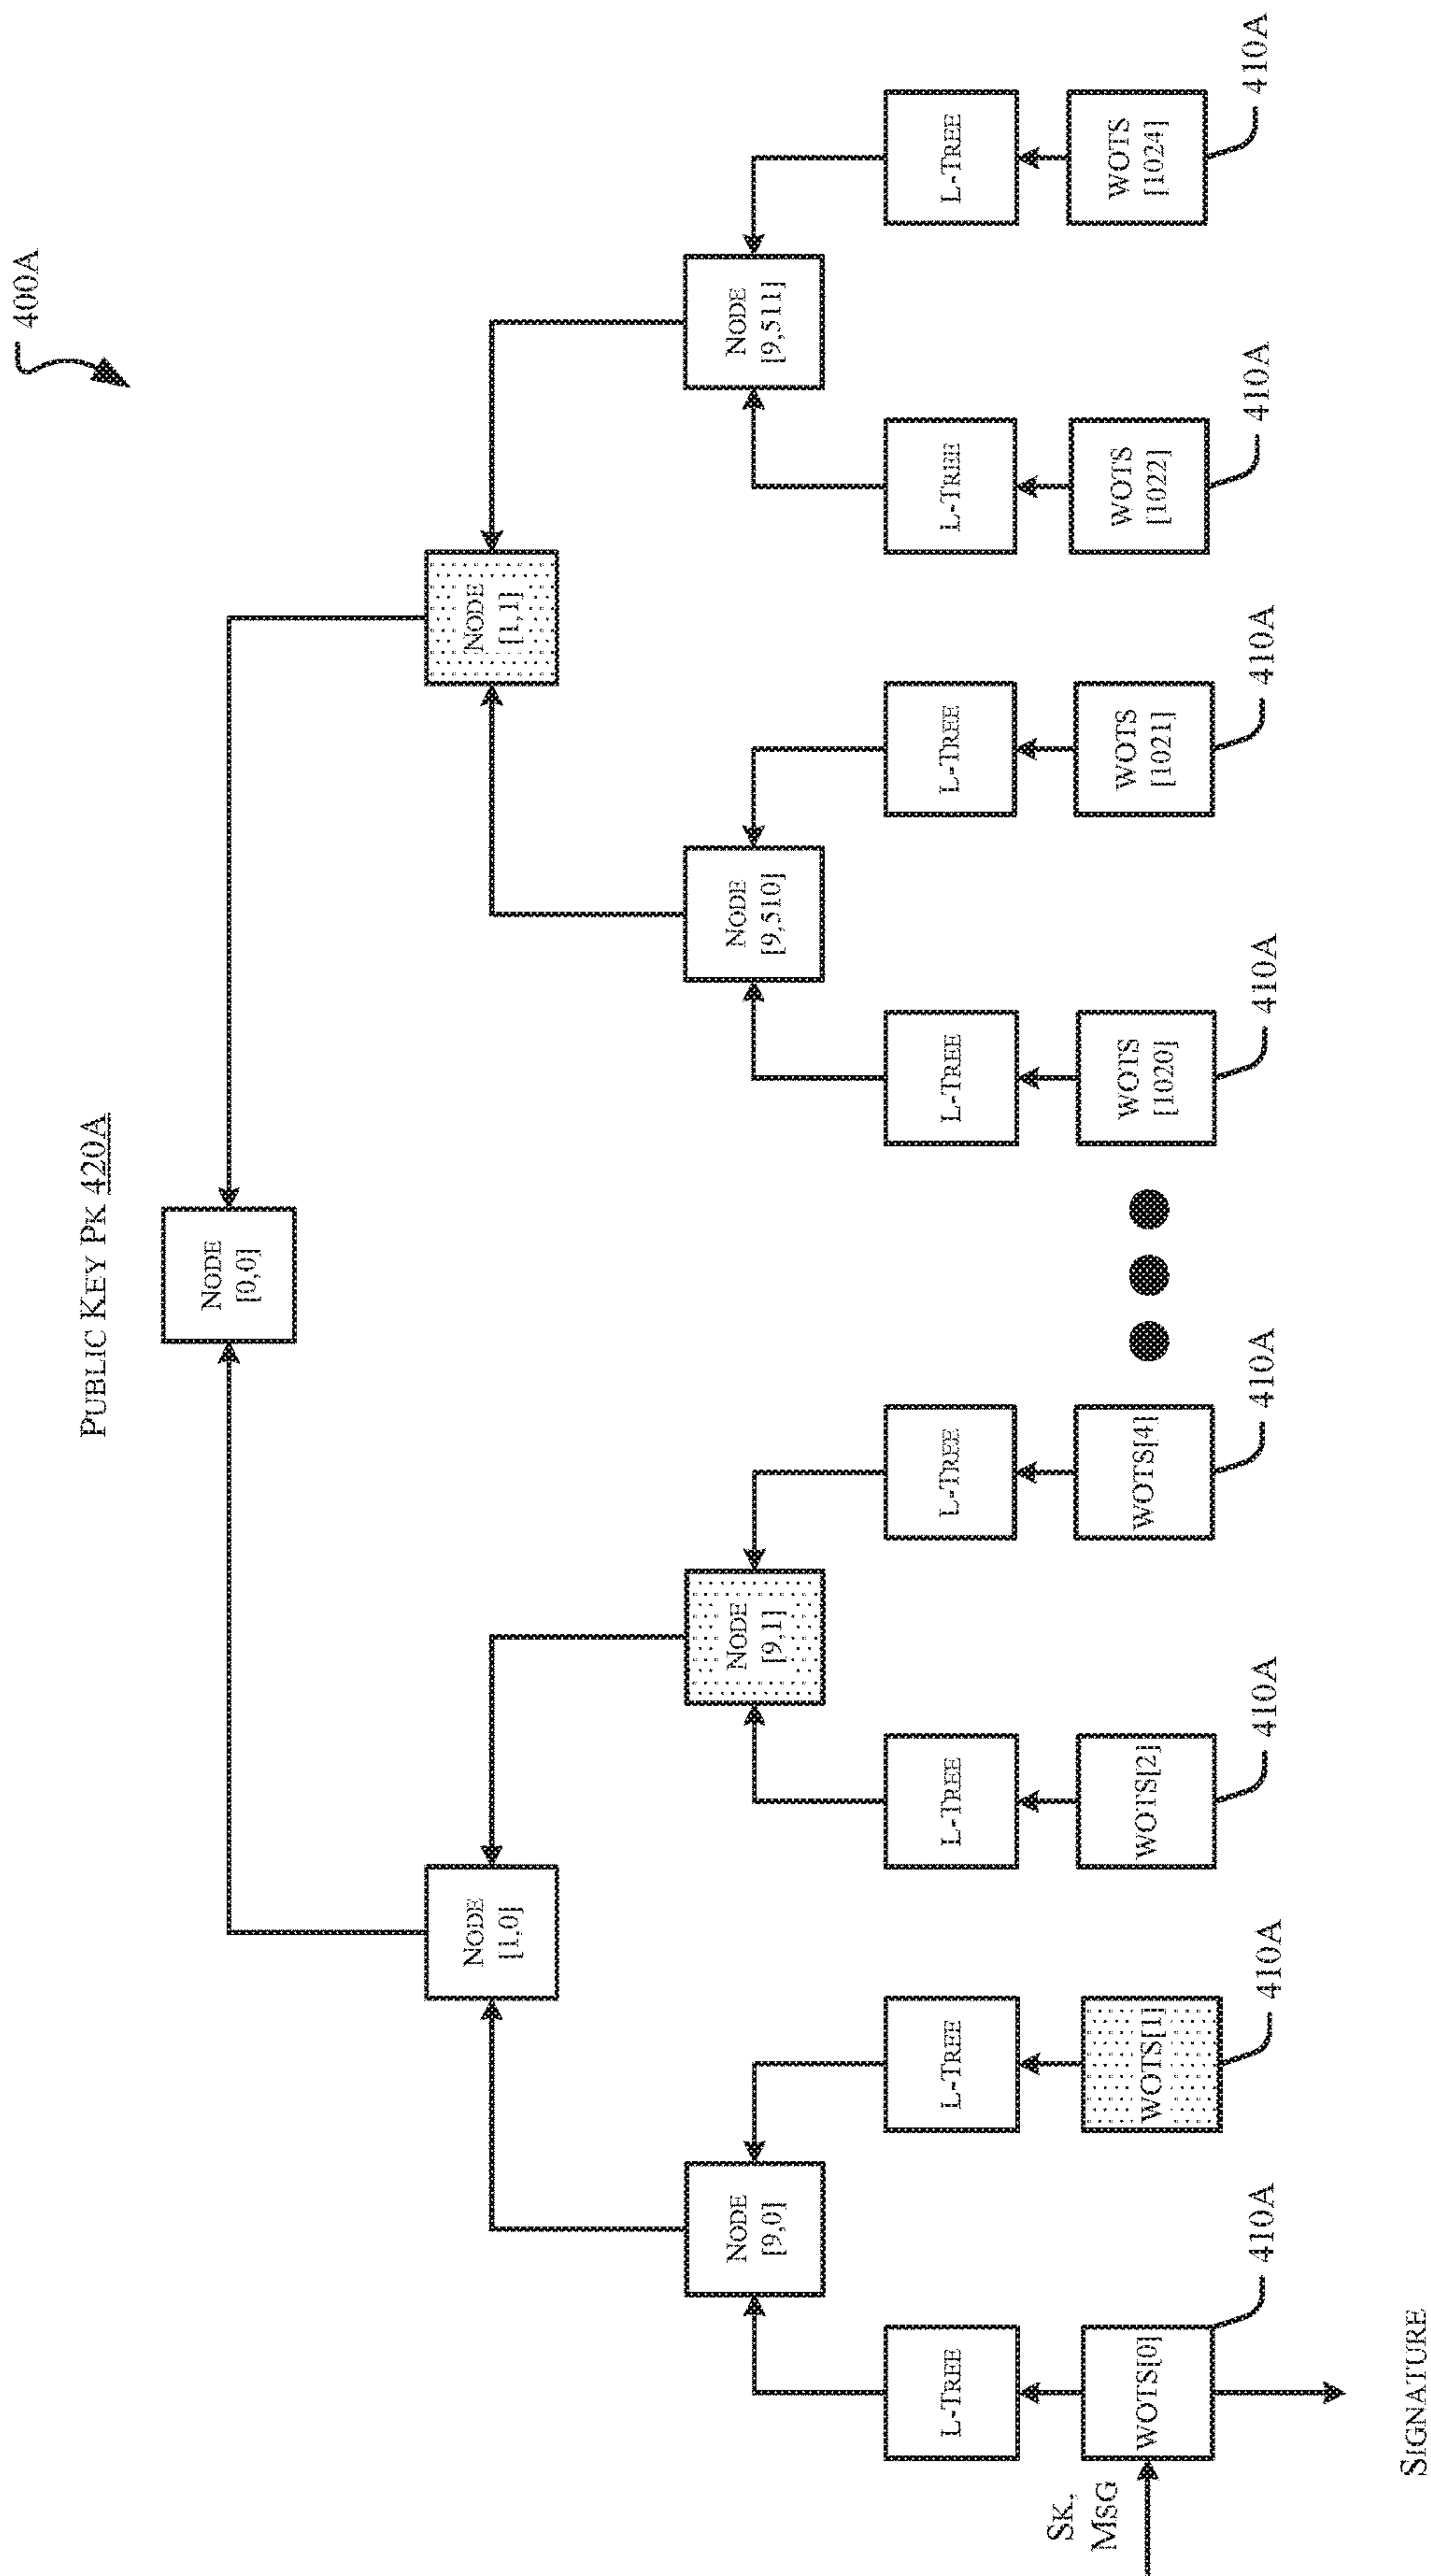 400A
PUBLIC KEY PK 420A
NODE
[0,0]
NODE
[1,0]
NODE
[1,1]
NODE
[9,0]
NODE
[9,1]
NODE
[9,510]
NODE
[9,511]
L-TREE
L-TREE
L-TREE
L-TREE
L-TREE
L-TREE
L-TREE
L-TREE
SK,
MSG
WOTS[0]
WOTS[1]
WOTS[2]
WOTS[4]
WOTS
[1020]
WOTS
[1021]
WOTS
[1022]
WOTS
[1024]
410A
410A
410A
410A
410A
410A
410A
410A
SIGNATURE